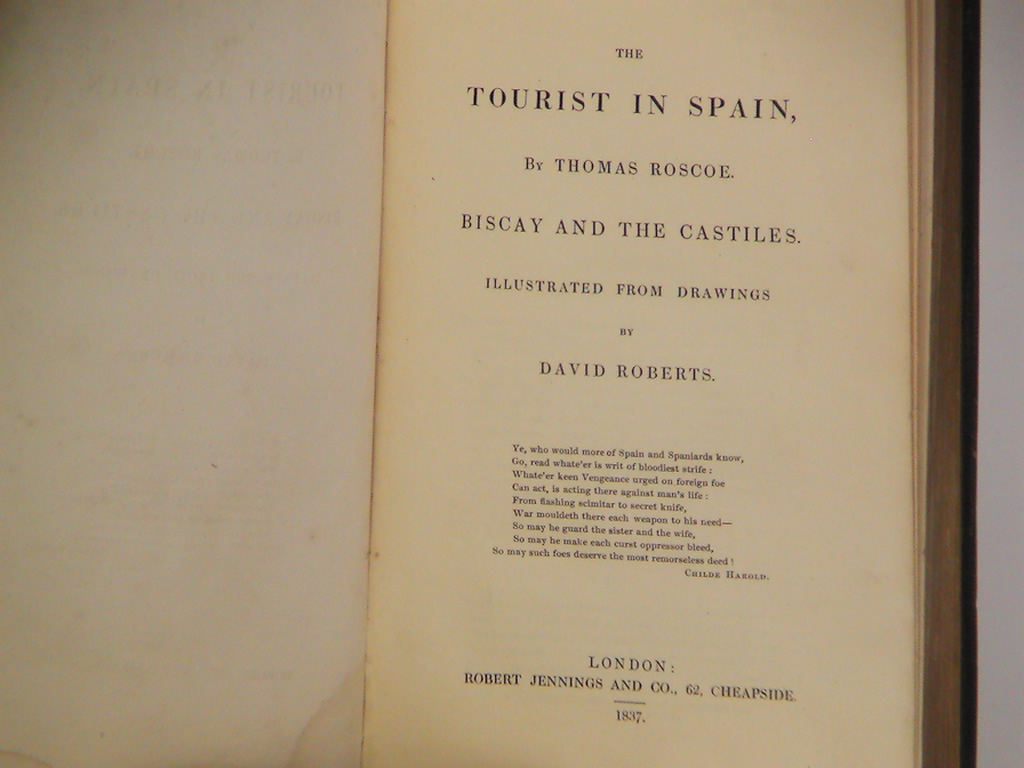 THE
TOURIST IN SPAIN,
BY THOMAS ROSCOE.
BISCAY AND THE CASTILES.
ILLUSTRATED FROM DRAWINGS
BY
DAVID ROBERTS.
Ye, who would more of Spain and Spaniards know,
Go, read whate'er is writ of bloodiest strife :
Whate'er keen Vengeance urged on foreign foe
Can act, is acting there against man's life :
From flashing scimitar to secret knife,
War mouldeth there each weapon to his need—
So may he guard the sister and the wife,
So may he make each curst oppressor bleed,
So may such foes deserve the most remorseless deed !
CHILDE HAROLD.
LONDON:
ROBERT JENNINGS AND CO., 62, CHEAPSIDE.
1837.